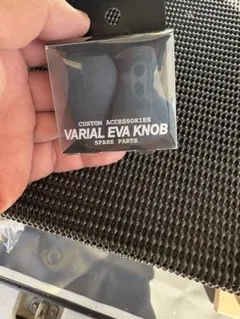 CUSTOM ACCESSORIES
VARIAL EVA KNOB
SPARE PARTS